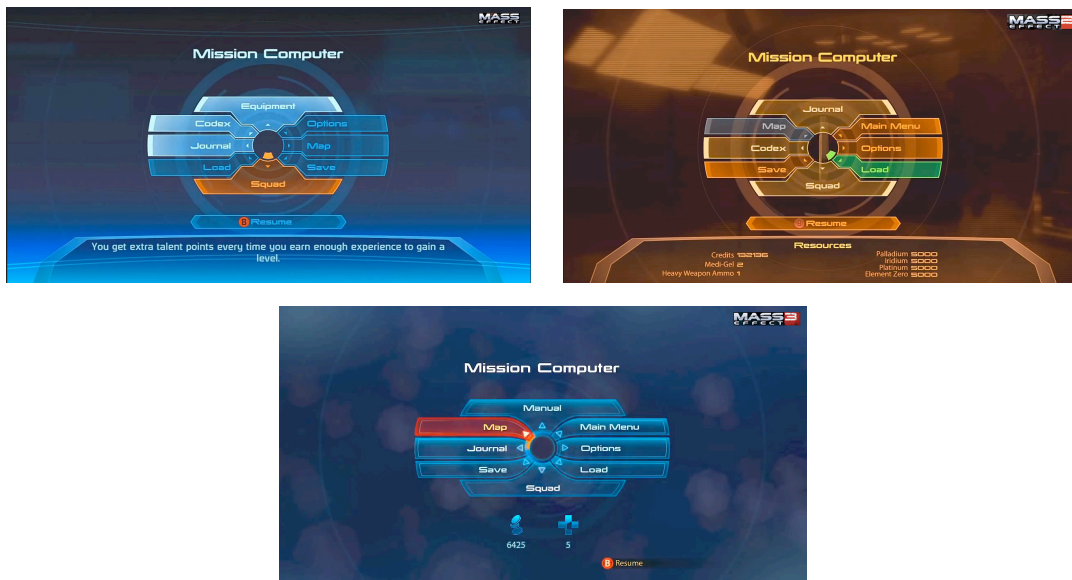 MASS
EFFECT
Mission Computer
Equipment
Codex
Options
Journal
Map
Load
Save
Squad
B Resume
You get extra talent points every time you earn enough experience to gain a
level.
MASS 2
EFFECT
Mission Computer
Journal
Map
Main Menu
Codex
Options
Save
Load
Squad
B Resume
Resources
Credits 132136
Medi-Gel 2
Heavy Weapon Ammo 1
Palladium 5000
Iridium 5000
Platinum 5000
Element Zero 5000
MASS 3
EFFECT
Mission Computer
Manual
Map
Main Menu
Journal
Options
Save
Load
Squad
6425
5
B Resume